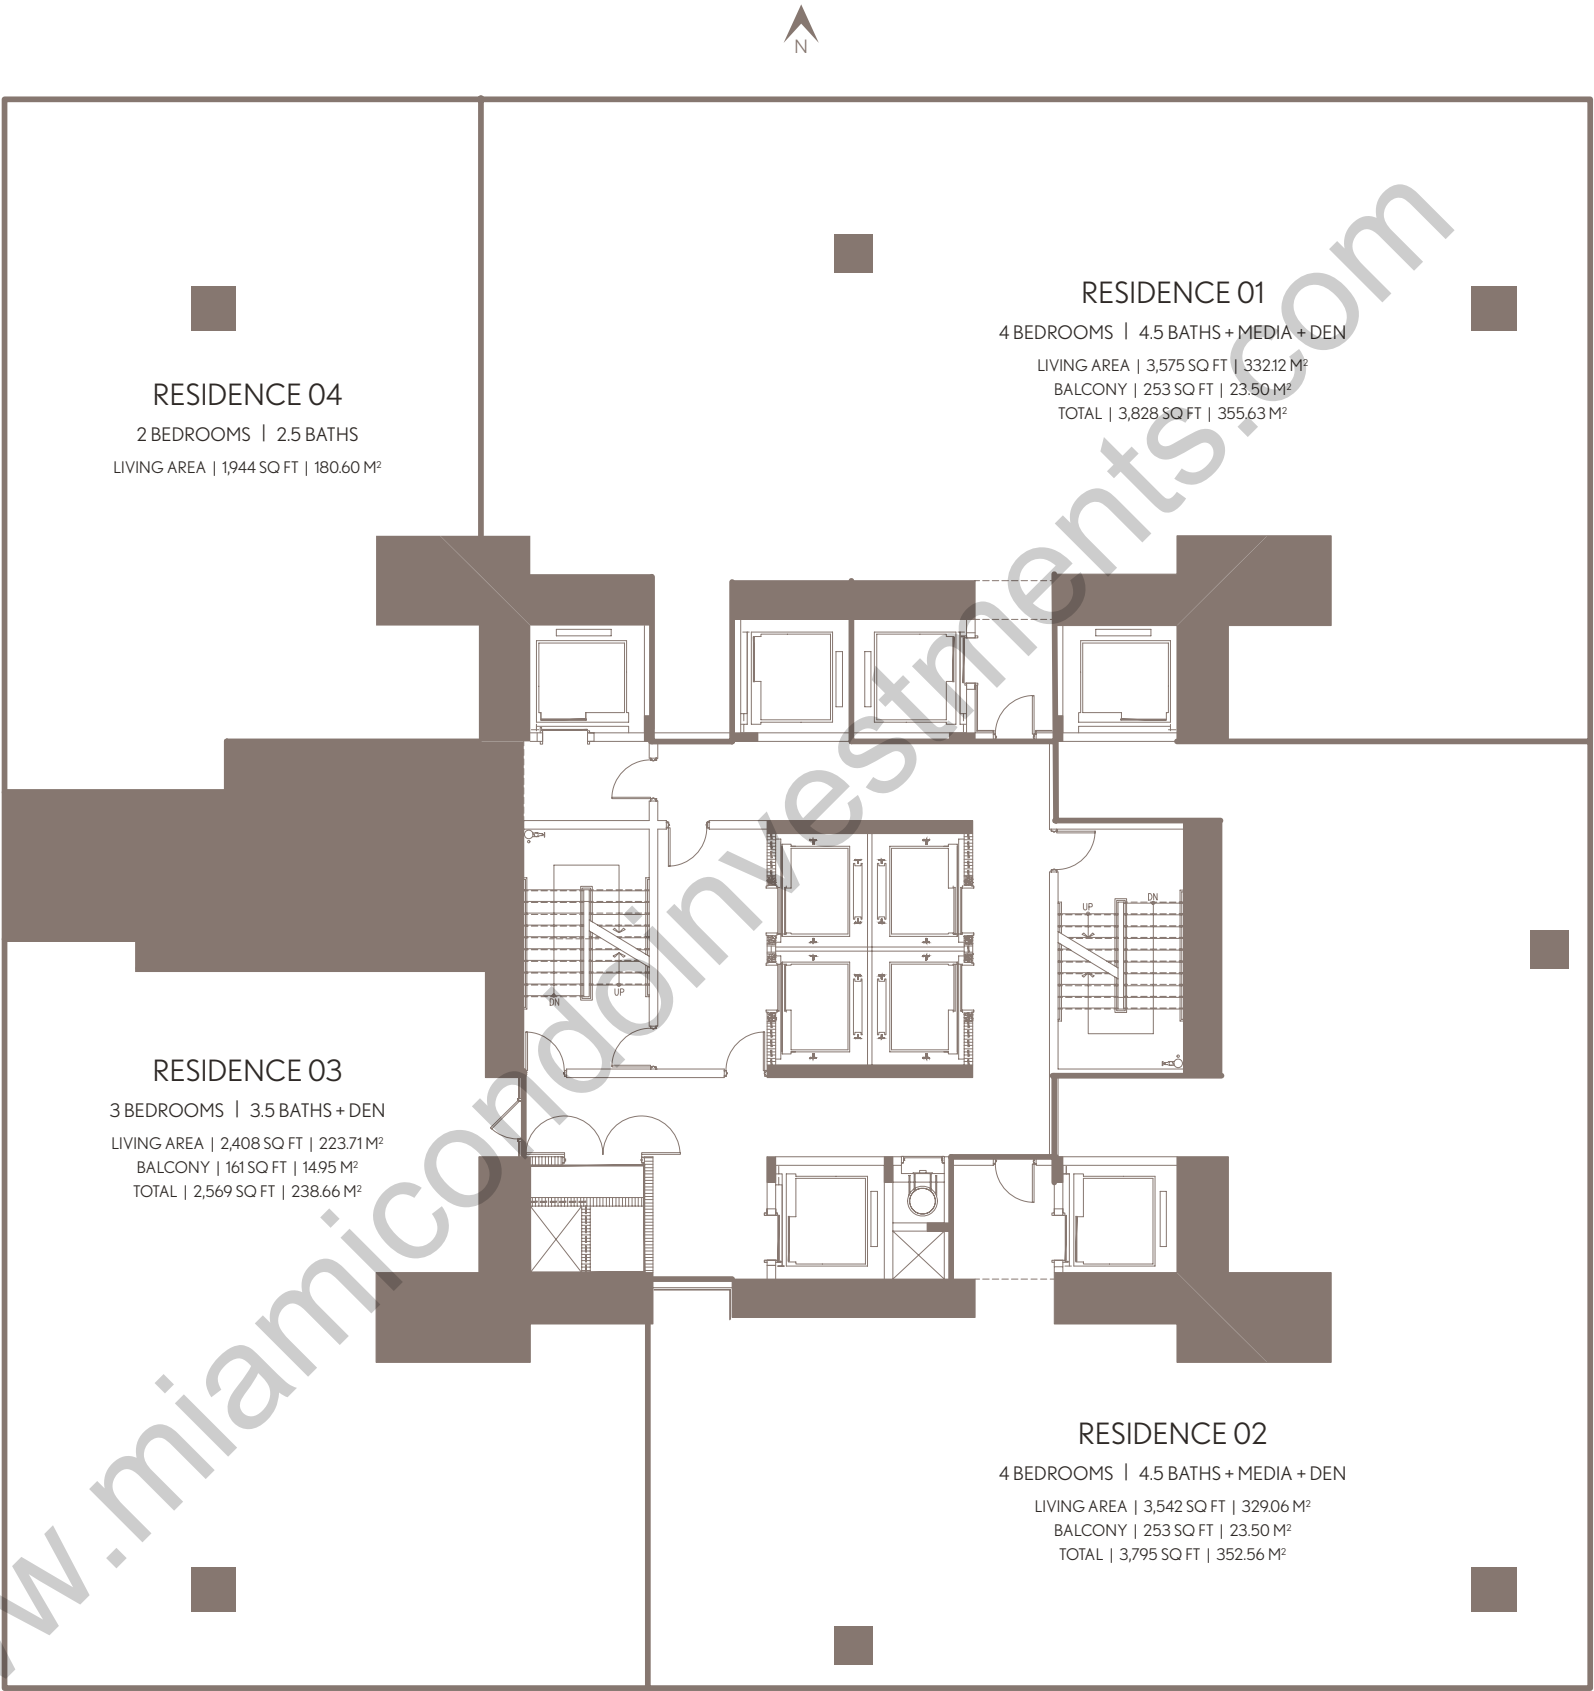 N
RESIDENCE 01
4 BEDROOMS | 4.5 BATHS + MEDIA + DEN
LIVING AREA | 3,575 SQ FT | 332.12 M²
BALCONY | 253 SQ FT | 23.50 M²
TOTAL | 3,828 SQ FT | 355.63 M²
RESIDENCE 04
2 BEDROOMS | 2.5 BATHS
LIVING AREA | 1,944 SQ FT | 180.60 M²
UP
DN
DN
UP
RESIDENCE 03
3 BEDROOMS | 3.5 BATHS + DEN
LIVING AREA | 2,408 SQ FT | 223.71 M²
BALCONY | 161 SQ FT | 14.95 M²
TOTAL | 2,569 SQ FT | 238.66 M²
RESIDENCE 02
4 BEDROOMS | 4.5 BATHS + MEDIA + DEN
LIVING AREA | 3,542 SQ FT | 329.06 M²
BALCONY | 253 SQ FT | 23.50 M²
TOTAL | 3,795 SQ FT | 352.56 M²
w.miamicondoinvestments.com